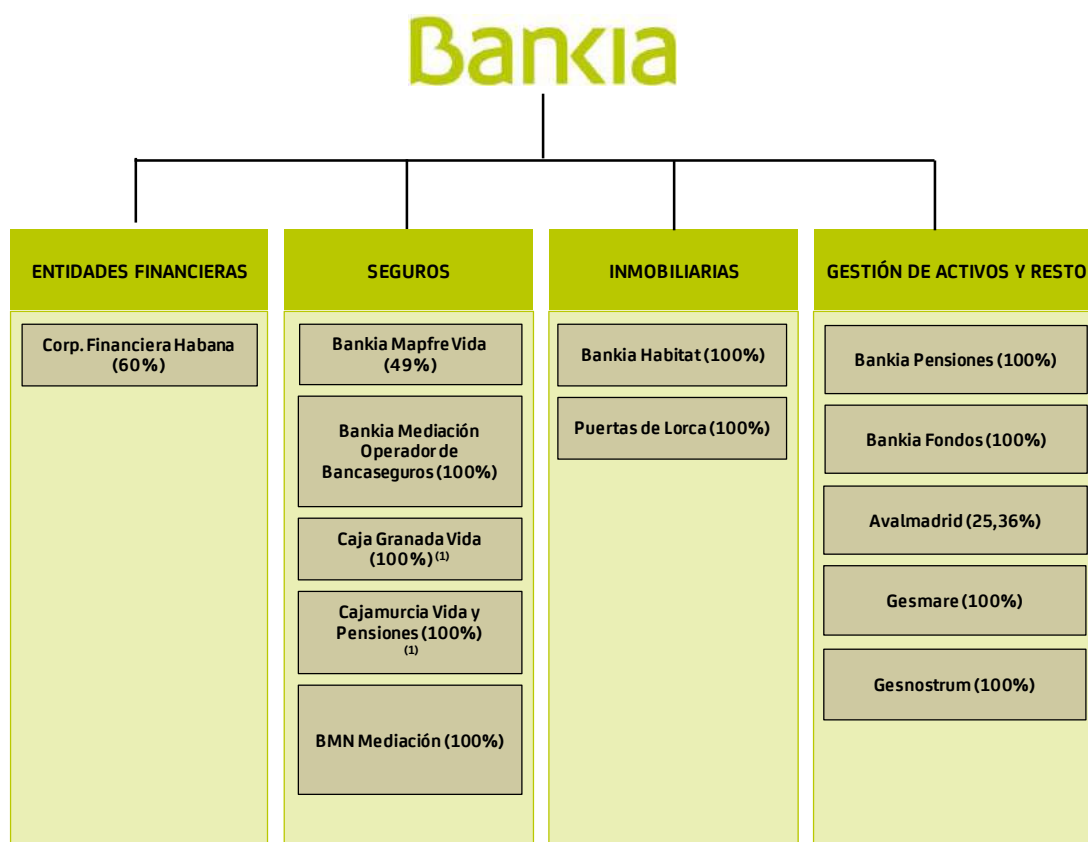 Bankia
ENTIDADES FINANCIERAS
Corp. Financiera Habana
(60%)
SEGUROS
Bankia Mapfre Vida
(49%)
Bankia Mediación
Operador de
Bancaseguros (100%)
Caja Granada Vida
(100%) (1)
Cajamurcia Vida y
Pensiones (100%)
(1)
BMN Mediación (100%)
INMOBILIARIAS
Bankia Habitat (100%)
Puertas de Lorca (100%)
GESTIÓN DE ACTIVOS Y RESTO
Bankia Pensiones (100%)
Bankia Fondos (100%)
Avalmadrid (25,36%)
Gesmare (100%)
Gesnostrum (100%)